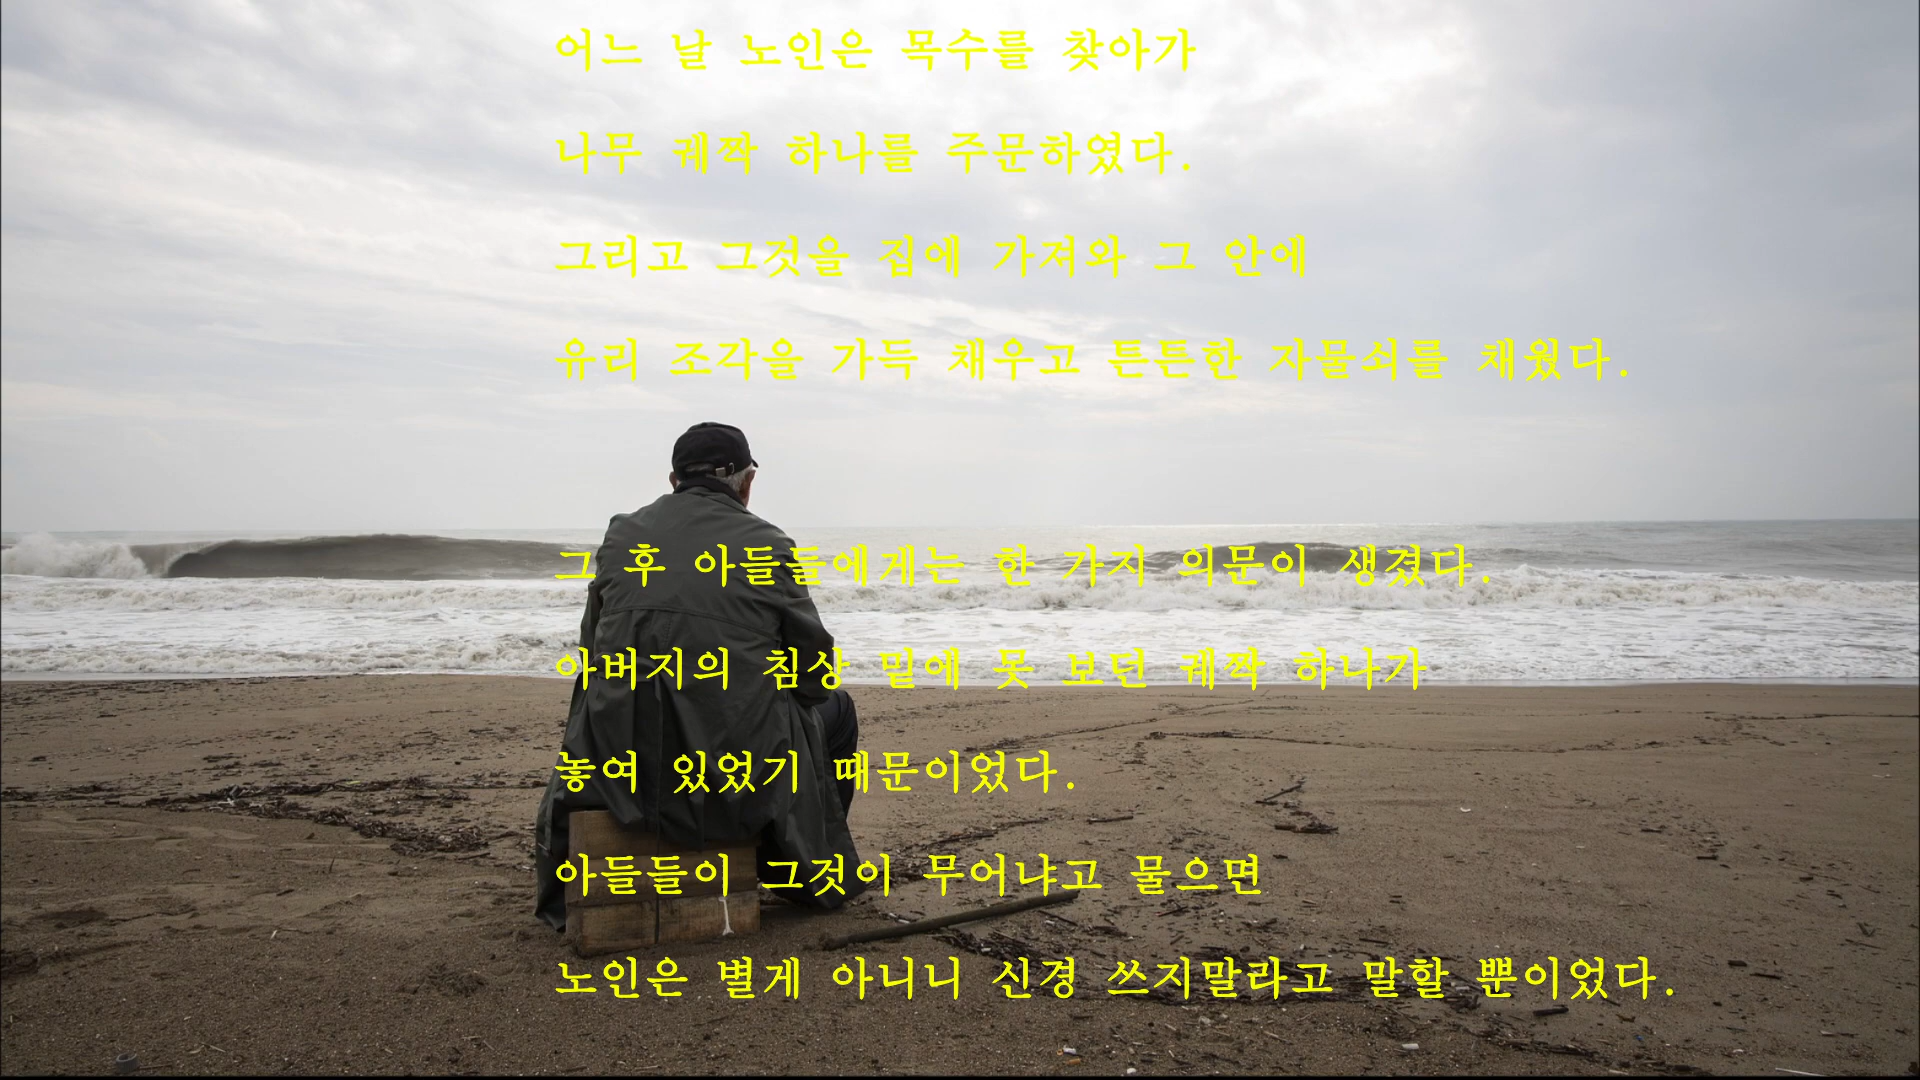 어느 날 노인은 목수를 찾아가
나무 궤짝 하나를 주문하였다.
그리고 그것을 집에 가져와 그 안에
유리 조각을 가득 채우고 튼튼한 자물쇠를 채웠다.
그 후 아들들에게는 한 가지 의문이 생겼다.
아버지의 침상 밑에 못 보던 궤짝 하나가
놓여 있었기 때문이었다.
아들들이 그것이 무어냐고 물으면
노인은 별게 아니니 신경 쓰지말라고 말할 뿐이었다.